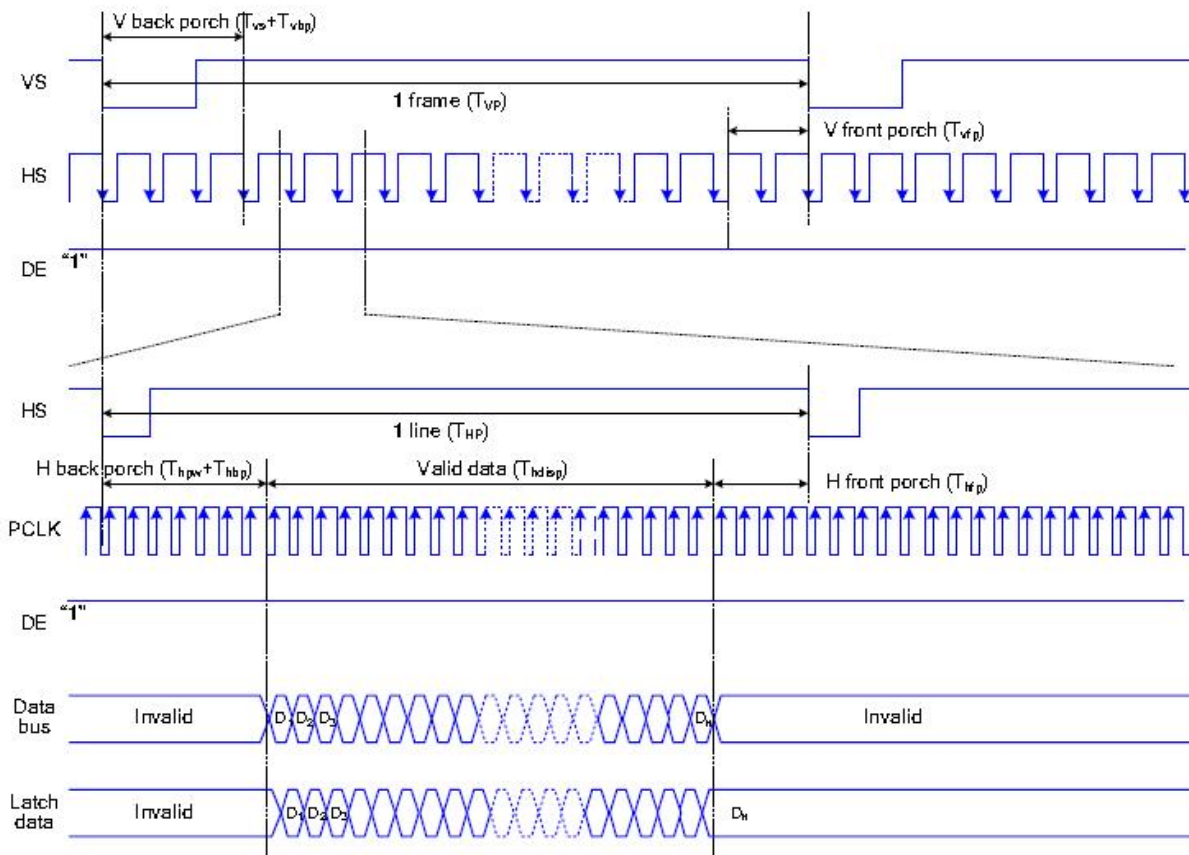 V back porch (Tvs+Tvbp)
VS
1 frame (TVP)
V front porch (Tvfp)
HS
DE "1"
HS
1 line (THP)
H back porch (Thpw+Thbp)
Valid data (Thdisp)
H front porch (Thfp)
PCLK
DE "1"
Data
bus
Invalid
D1 D2 D3
DN
Invalid
Latch
data
Invalid
D1 D2 D3
DN